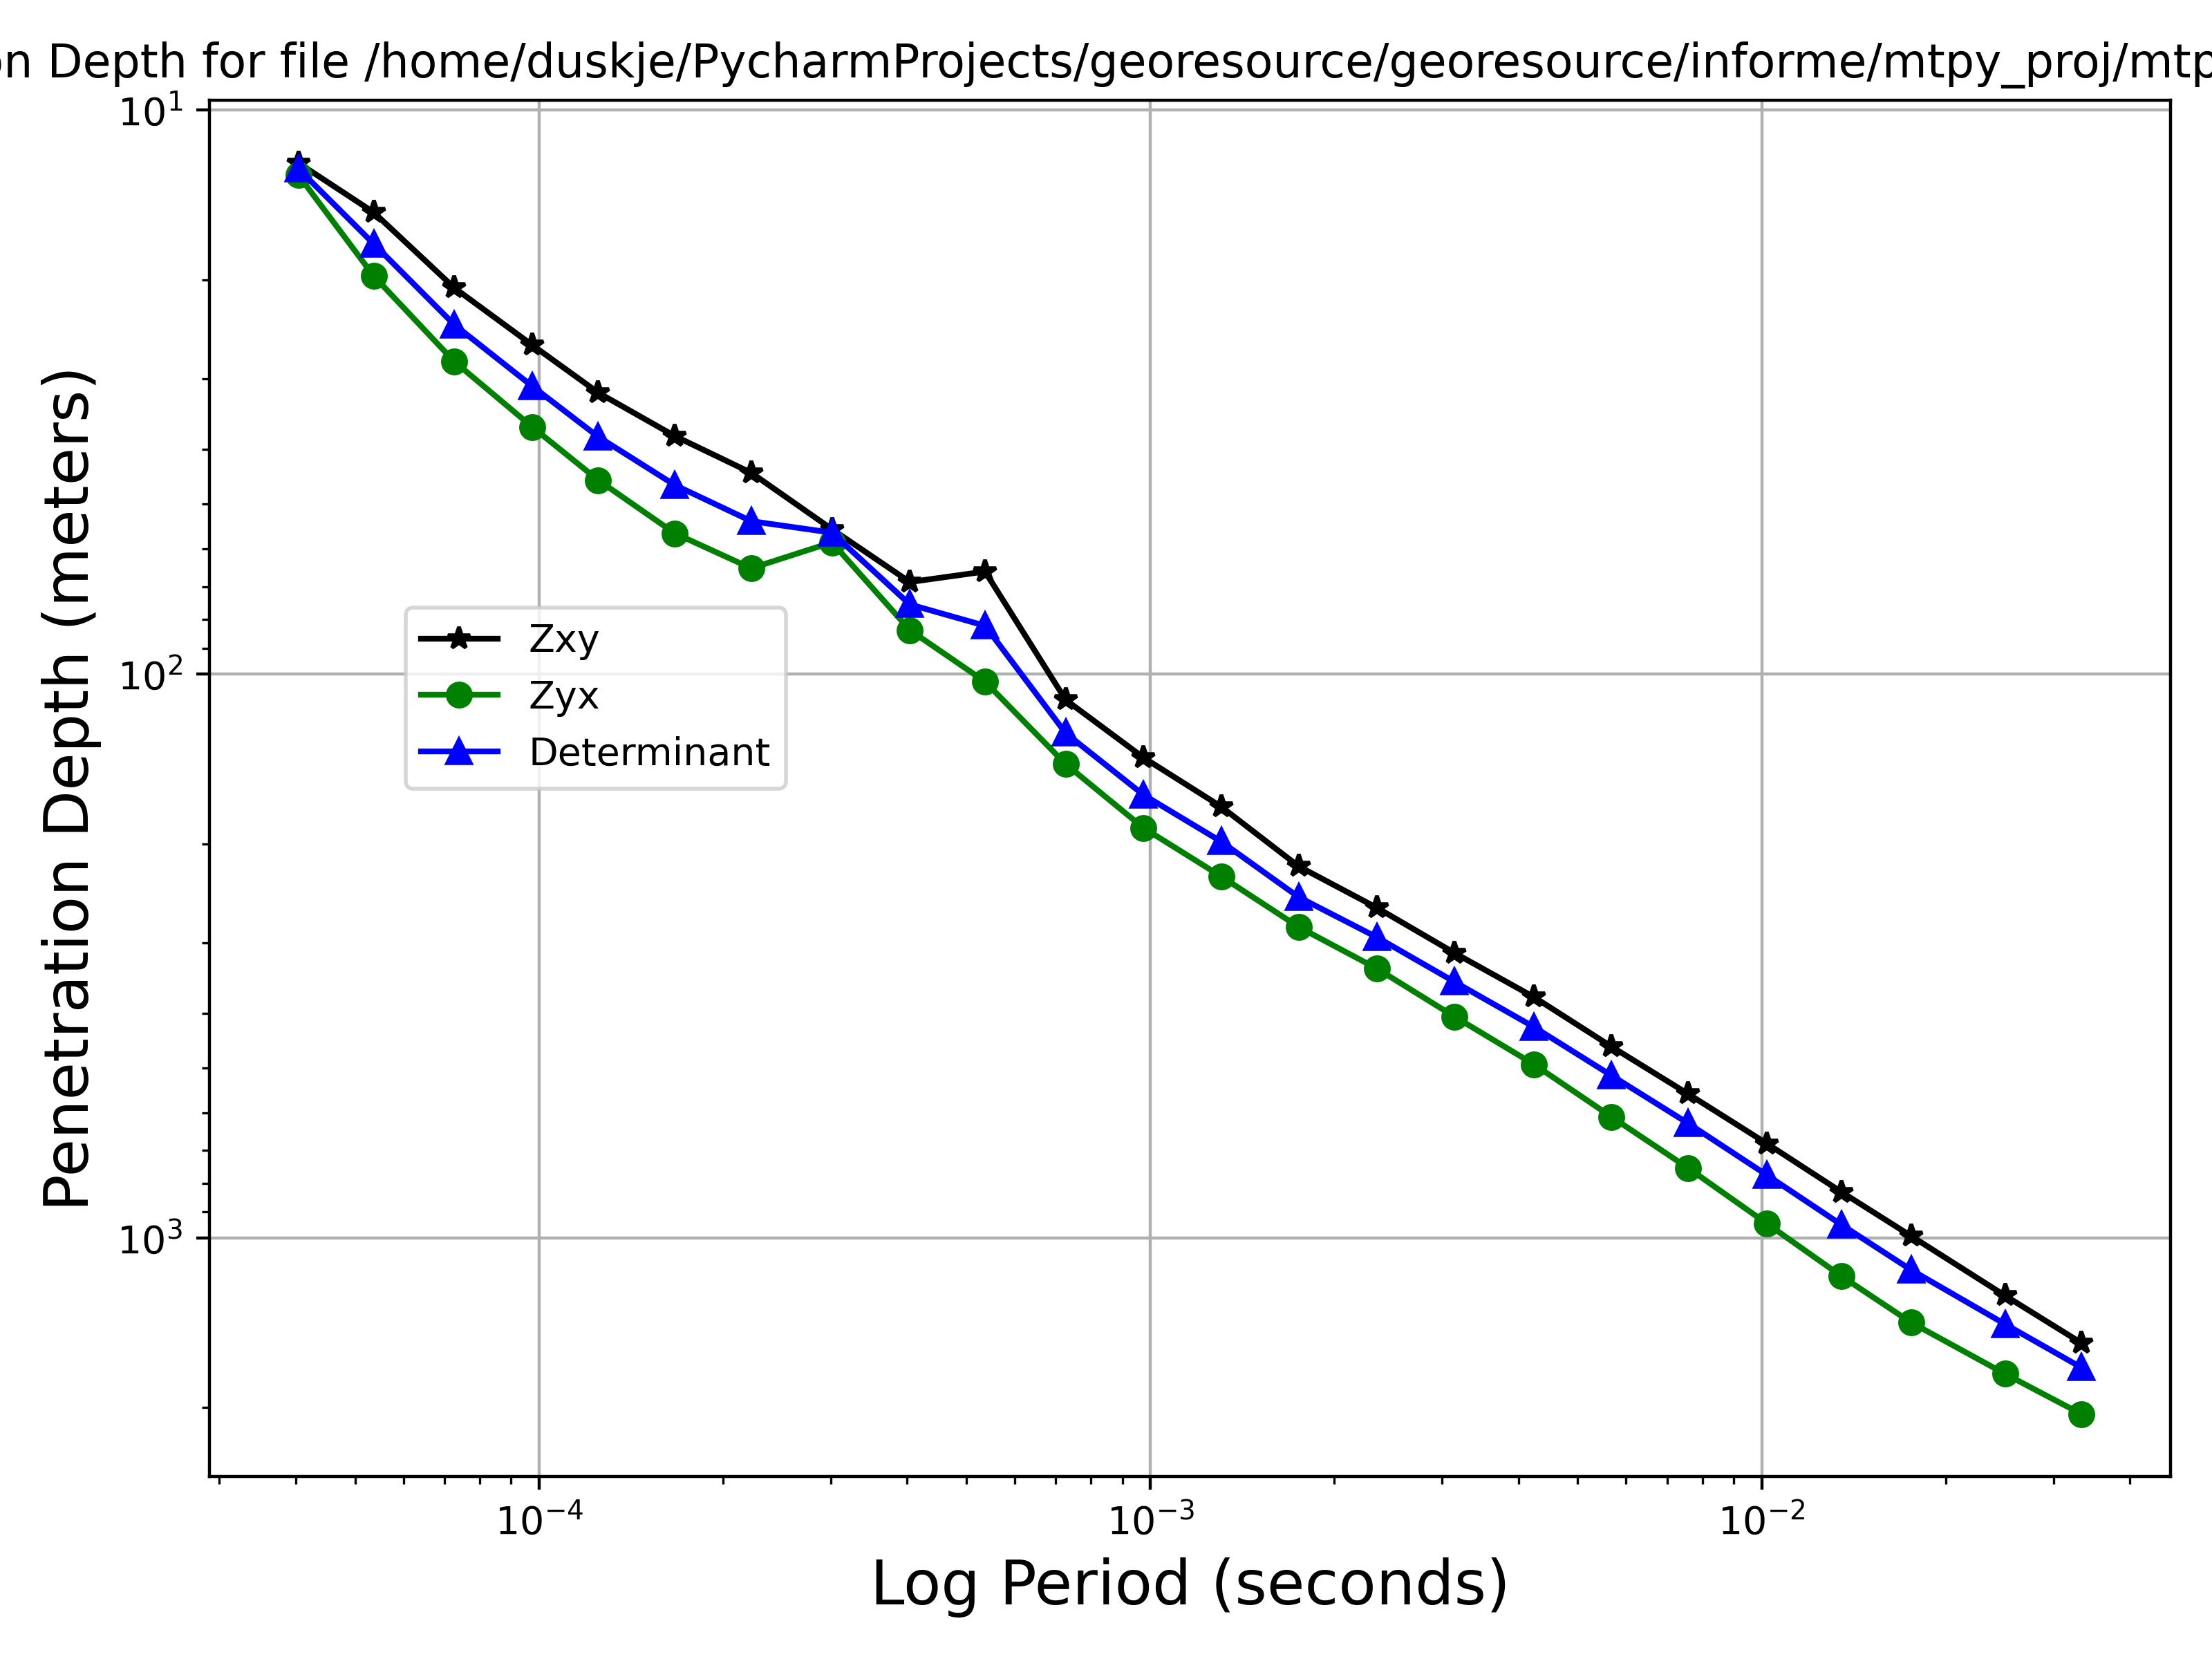 Depth for file /home/duskje/PycharmProjects/georesource/georesource/informe/mtpy_proj/mtp
10¹
10²
10³
Penetration Depth (meters)
Zxy
Zyx
Determinant
10⁻⁴
10⁻³
10⁻²
Log Period (seconds)